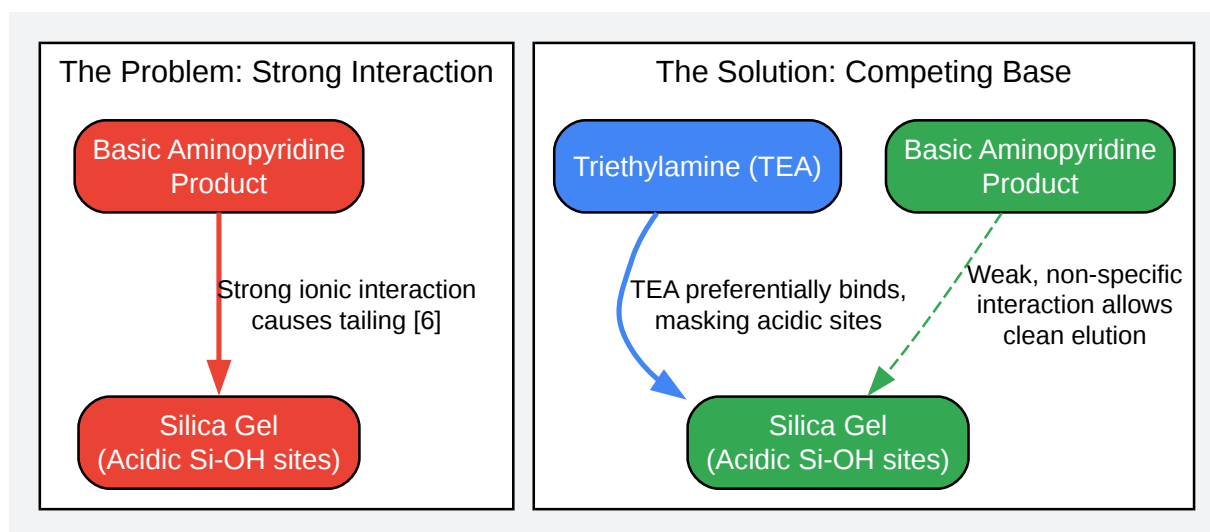 The Problem: Strong Interaction
Basic Aminopyridine
Product
Strong ionic interaction
causes tailing [6]
Silica Gel
(Acidic Si-OH sites)
The Solution: Competing Base
Triethylamine (TEA)
Basic Aminopyridine
Product
TEA preferentially binds,
masking acidic sites
Weak, non-specific
interaction allows
clean elution
Silica Gel
(Acidic Si-OH sites)